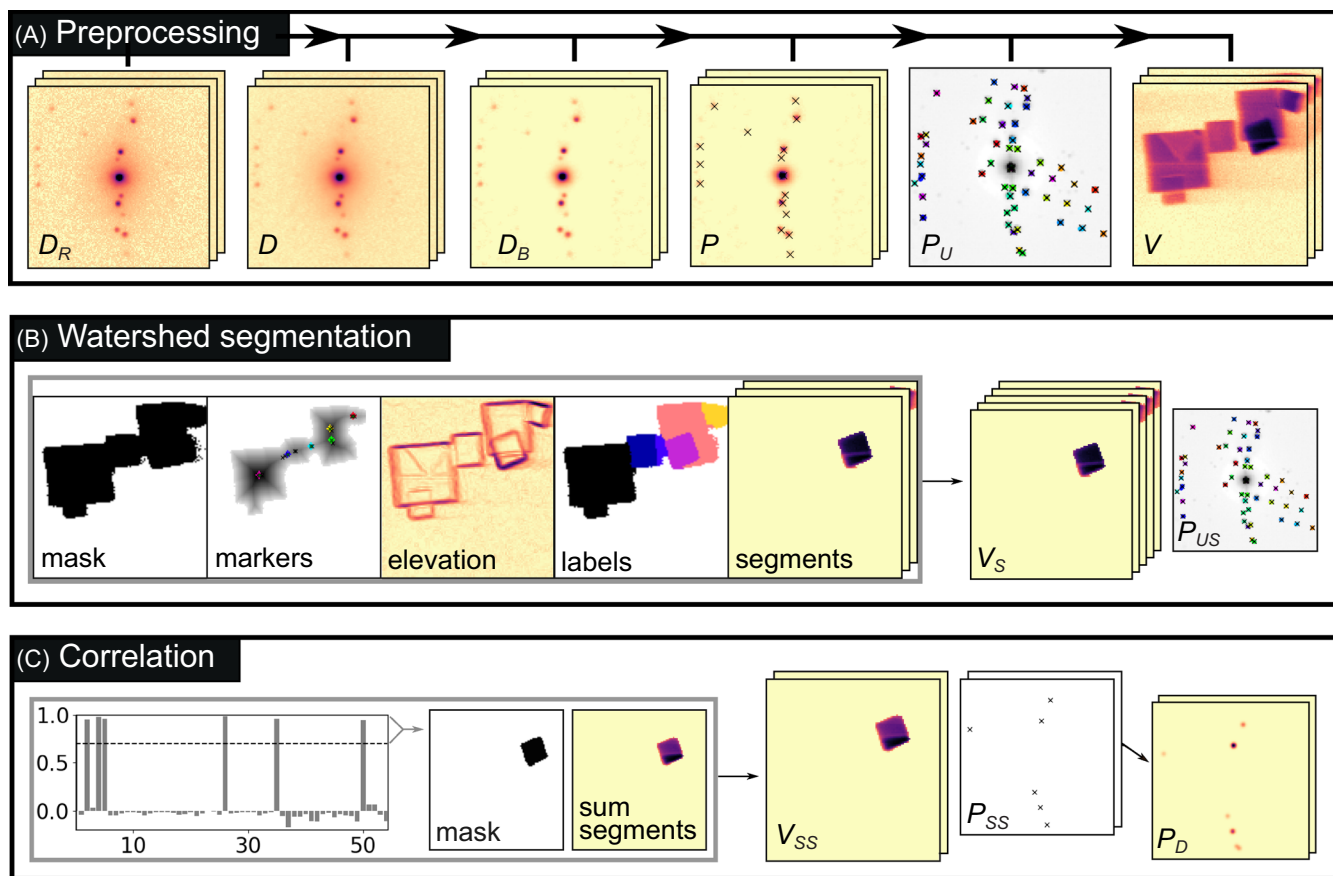 (A) Preprocessing
D_R D D_B P P_U V
(B) Watershed segmentation
mask markers elevation labels segments V_S P_US
(C) Correlation
1.0
0.5
0.0
10 30 50
mask
sum
segments
V_SS
P_SS
P_D